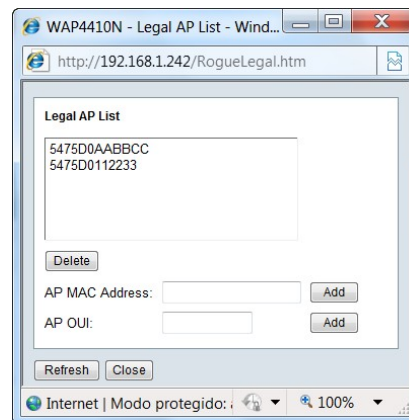 WAP4410N - Legal AP List - Wind...
http://192.168.1.242/RogueLegal.htm
Legal AP List
5475D0AABBCC
5475D0112233
Delete
AP MAC Address:
Add
AP OUI:
Add
Refresh
Close
Internet | Modo protegido:
100%